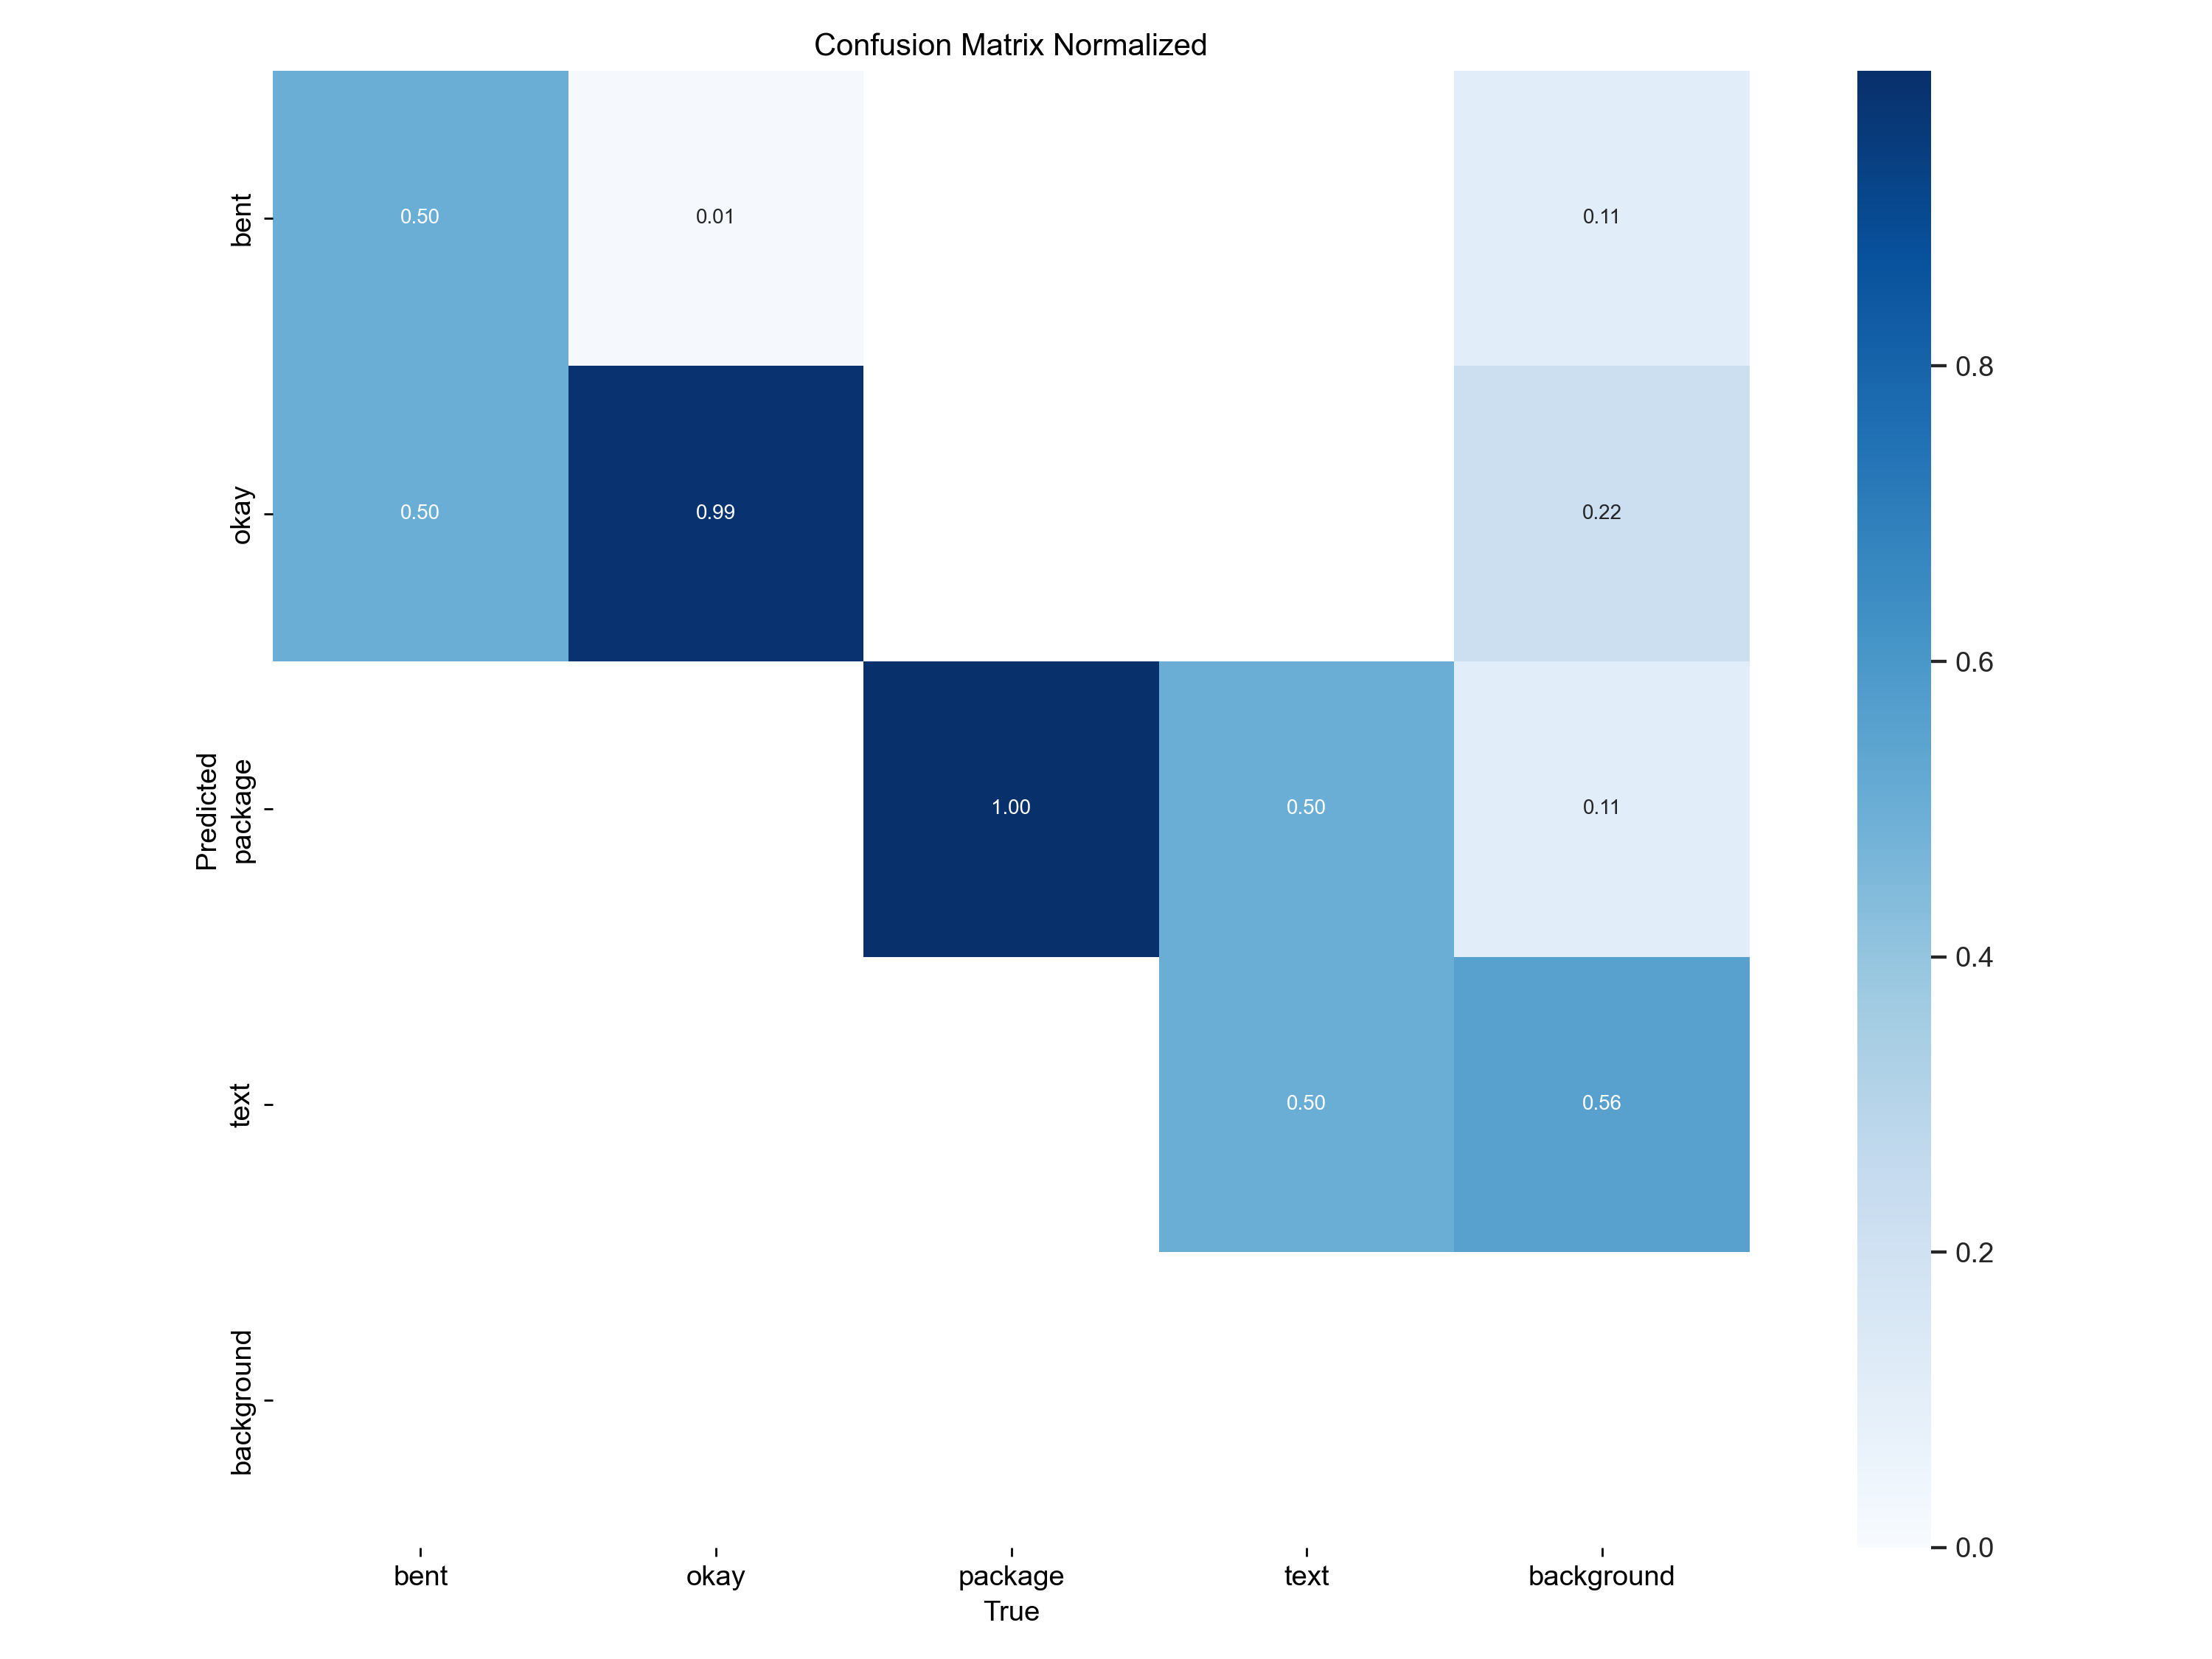 Confusion Matrix Normalized
bent
0.50
0.01
0.11
okay
0.50
0.99
0.22
Predicted
package
1.00
0.50
0.11
text
0.50
0.56
background
bent
okay
package
text
background
True
0.8
0.6
0.4
0.2
0.0